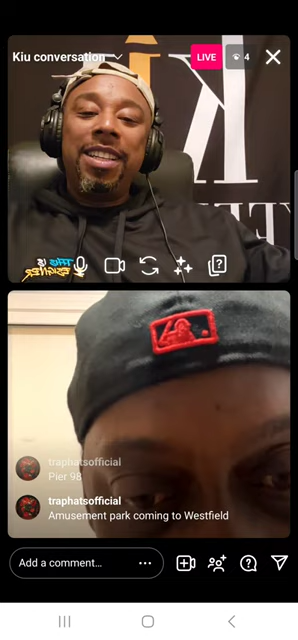 Kiu conversation
LIVE
4
traphatsofficial
Pier 98
traphatsofficial
Amusement park coming to Westfield
Add a comment...